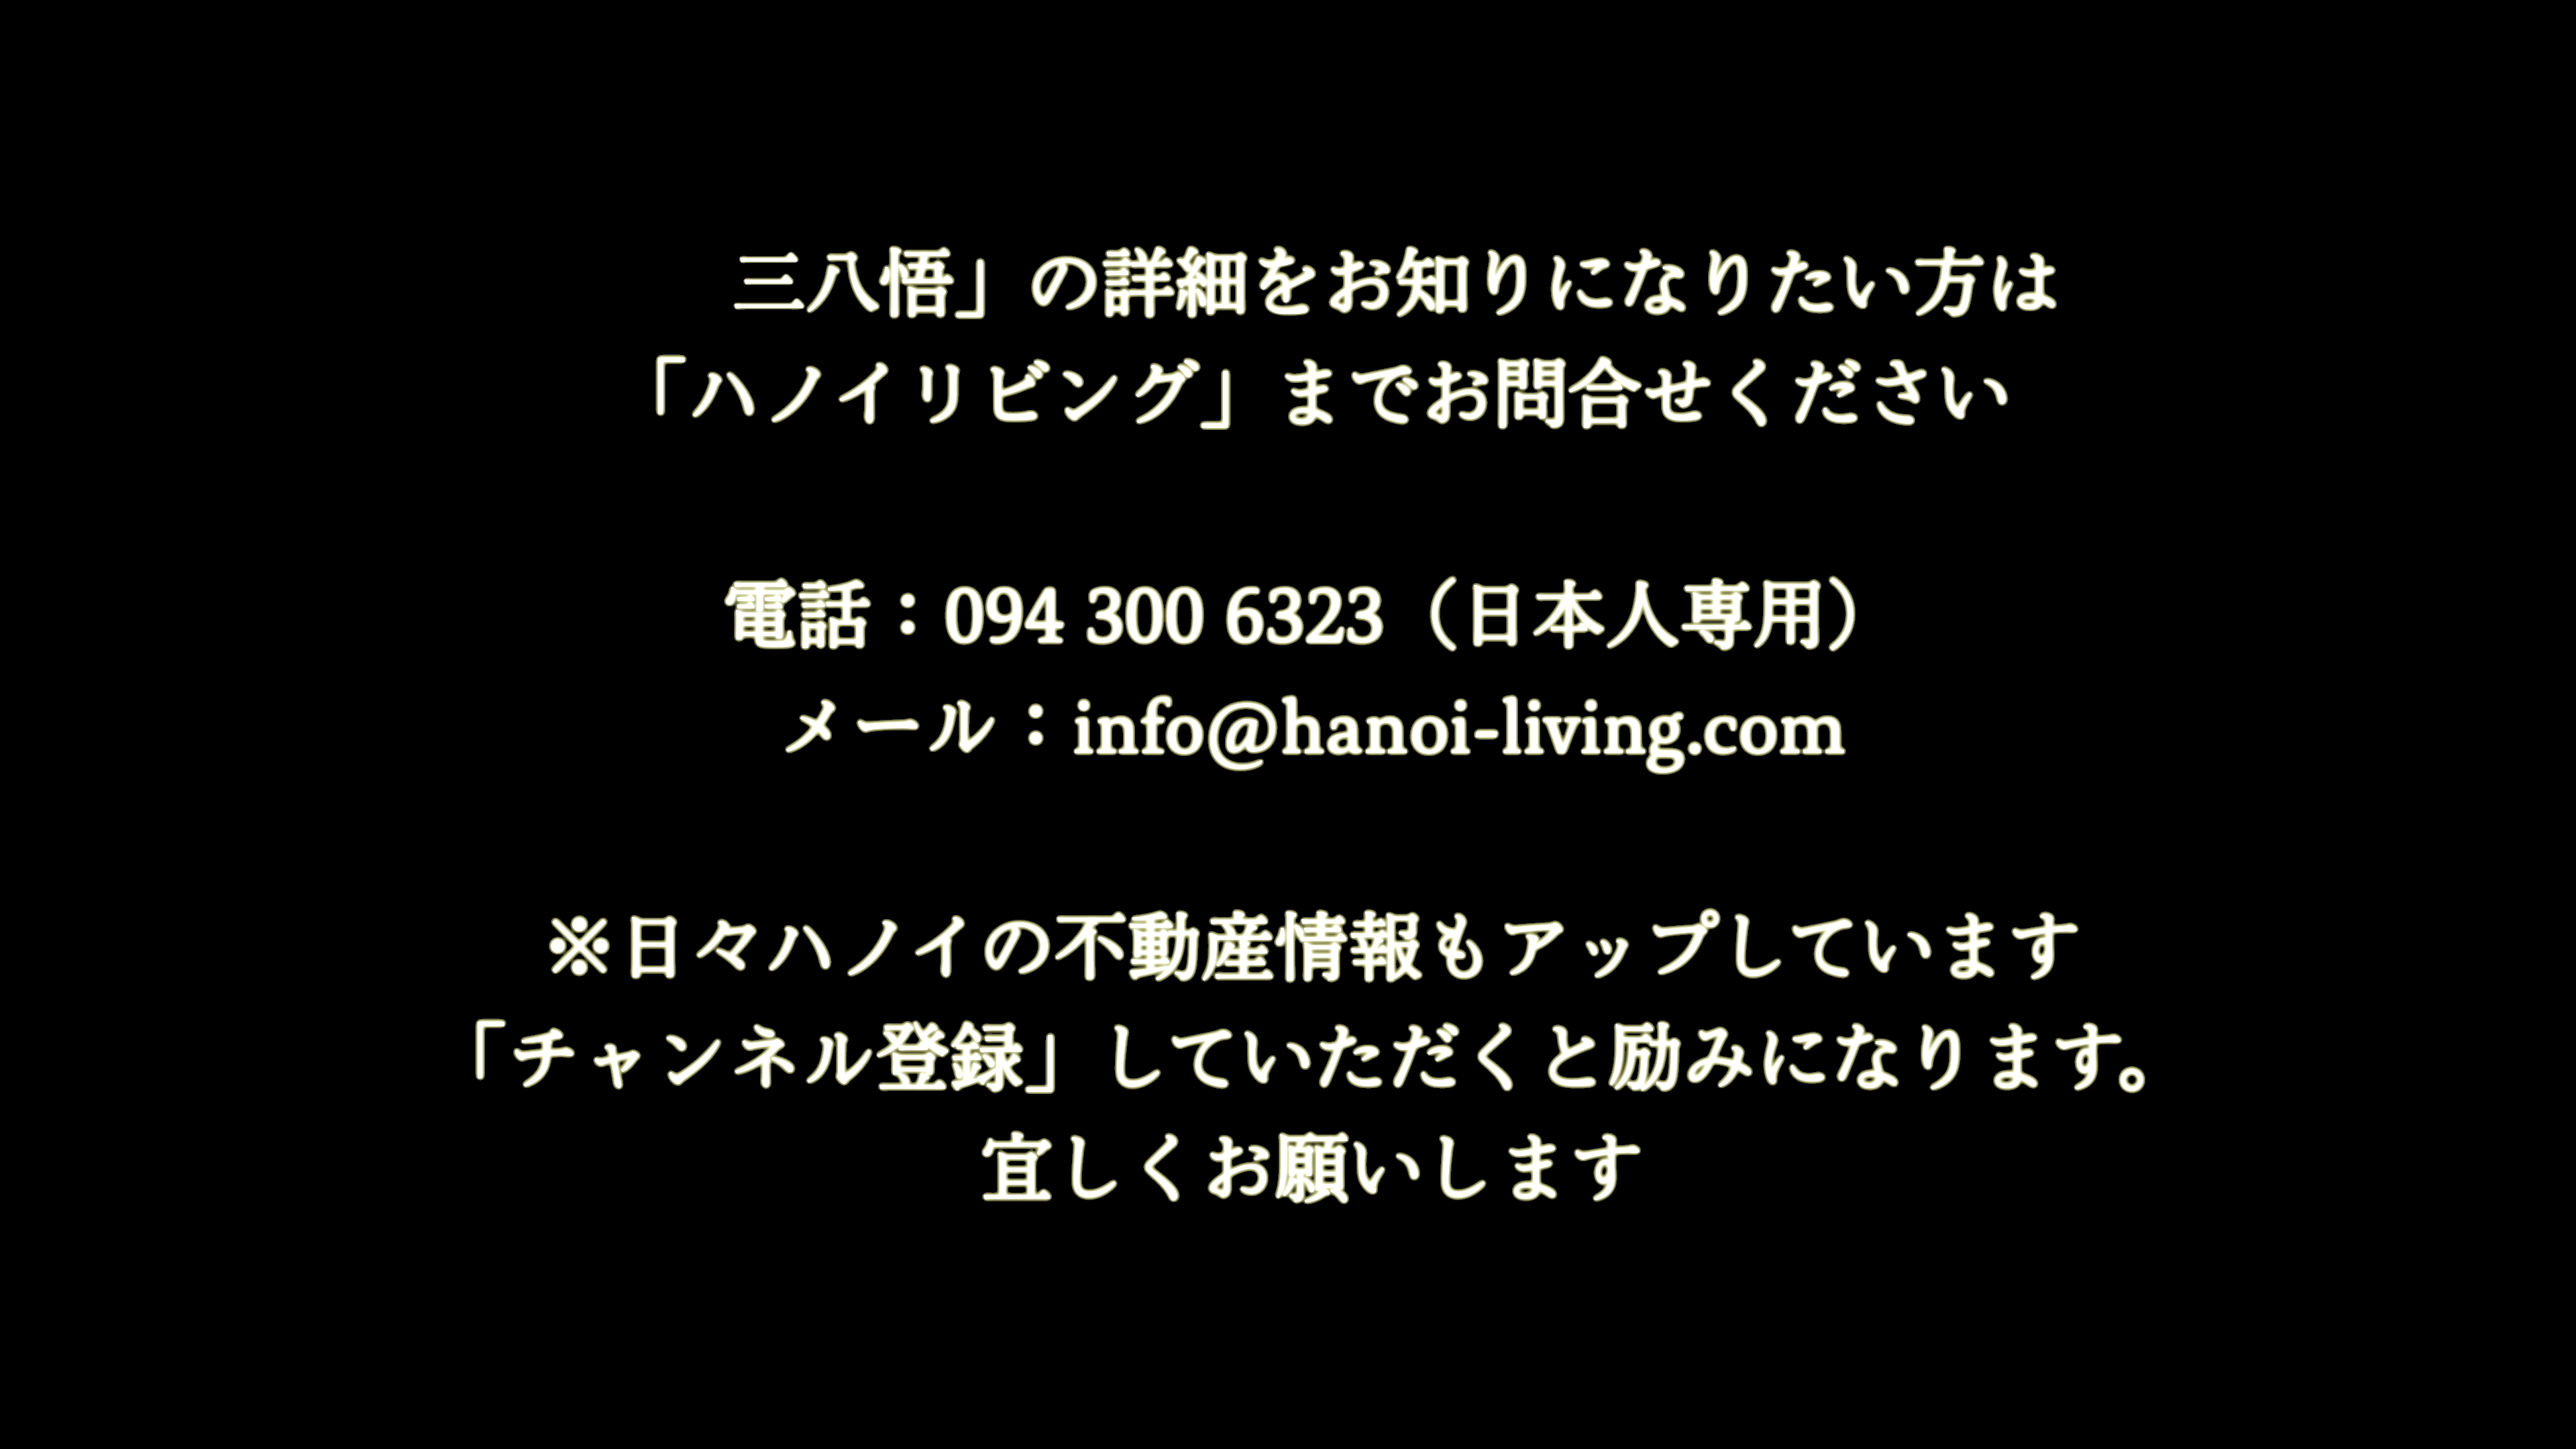 三八悟」の詳細をお知りになりたい方は
「ハノイリビング」までお問合せください
電話：094 300 6323（日本人専用）
メール：info@hanoi-living.com
※日々ハノイの不動産情報もアップしています
「チャンネル登録」していただくと励みになります。
宜しくお願いします